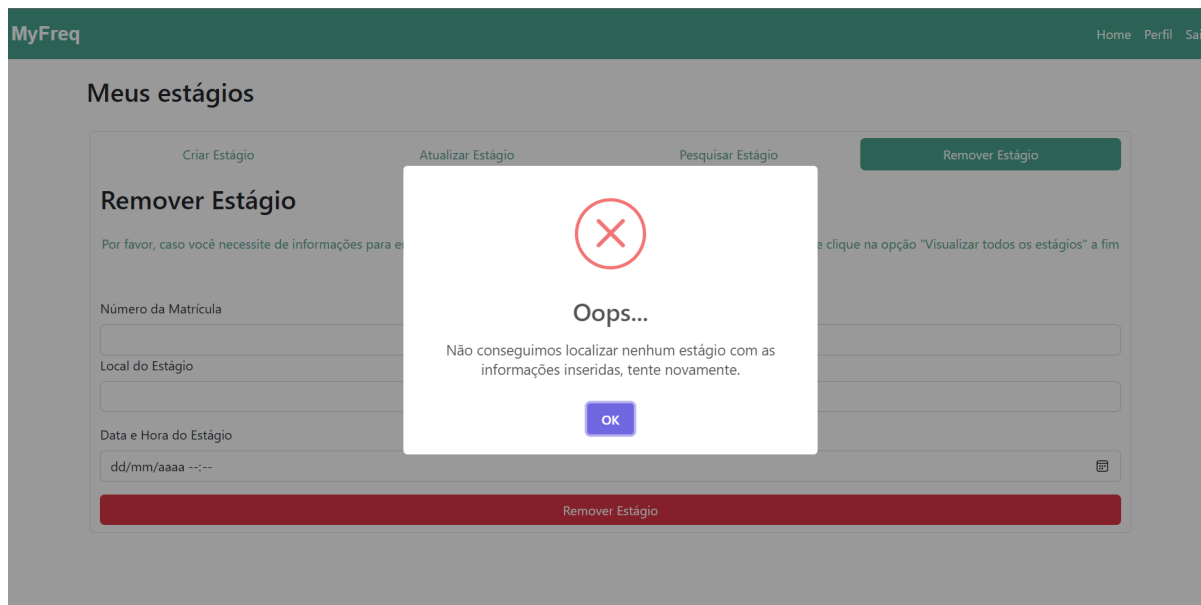 MyFreq
Home Perfil
Meus estágios
Criar Estágio Atualizar Estágio Pesquisar Estágio Remover Estágio
Remover Estágio
Por favor, caso você necessite de informações para
clique na opção "Visualizar todos os estágios" a fim
Número da Matrícula
Local do Estágio
Data e Hora do Estágio
dd/mm/aaaa --:--
Remover Estágio
Oops...
Não conseguimos localizar nenhum estágio com as
informações inseridas, tente novamente.
OK